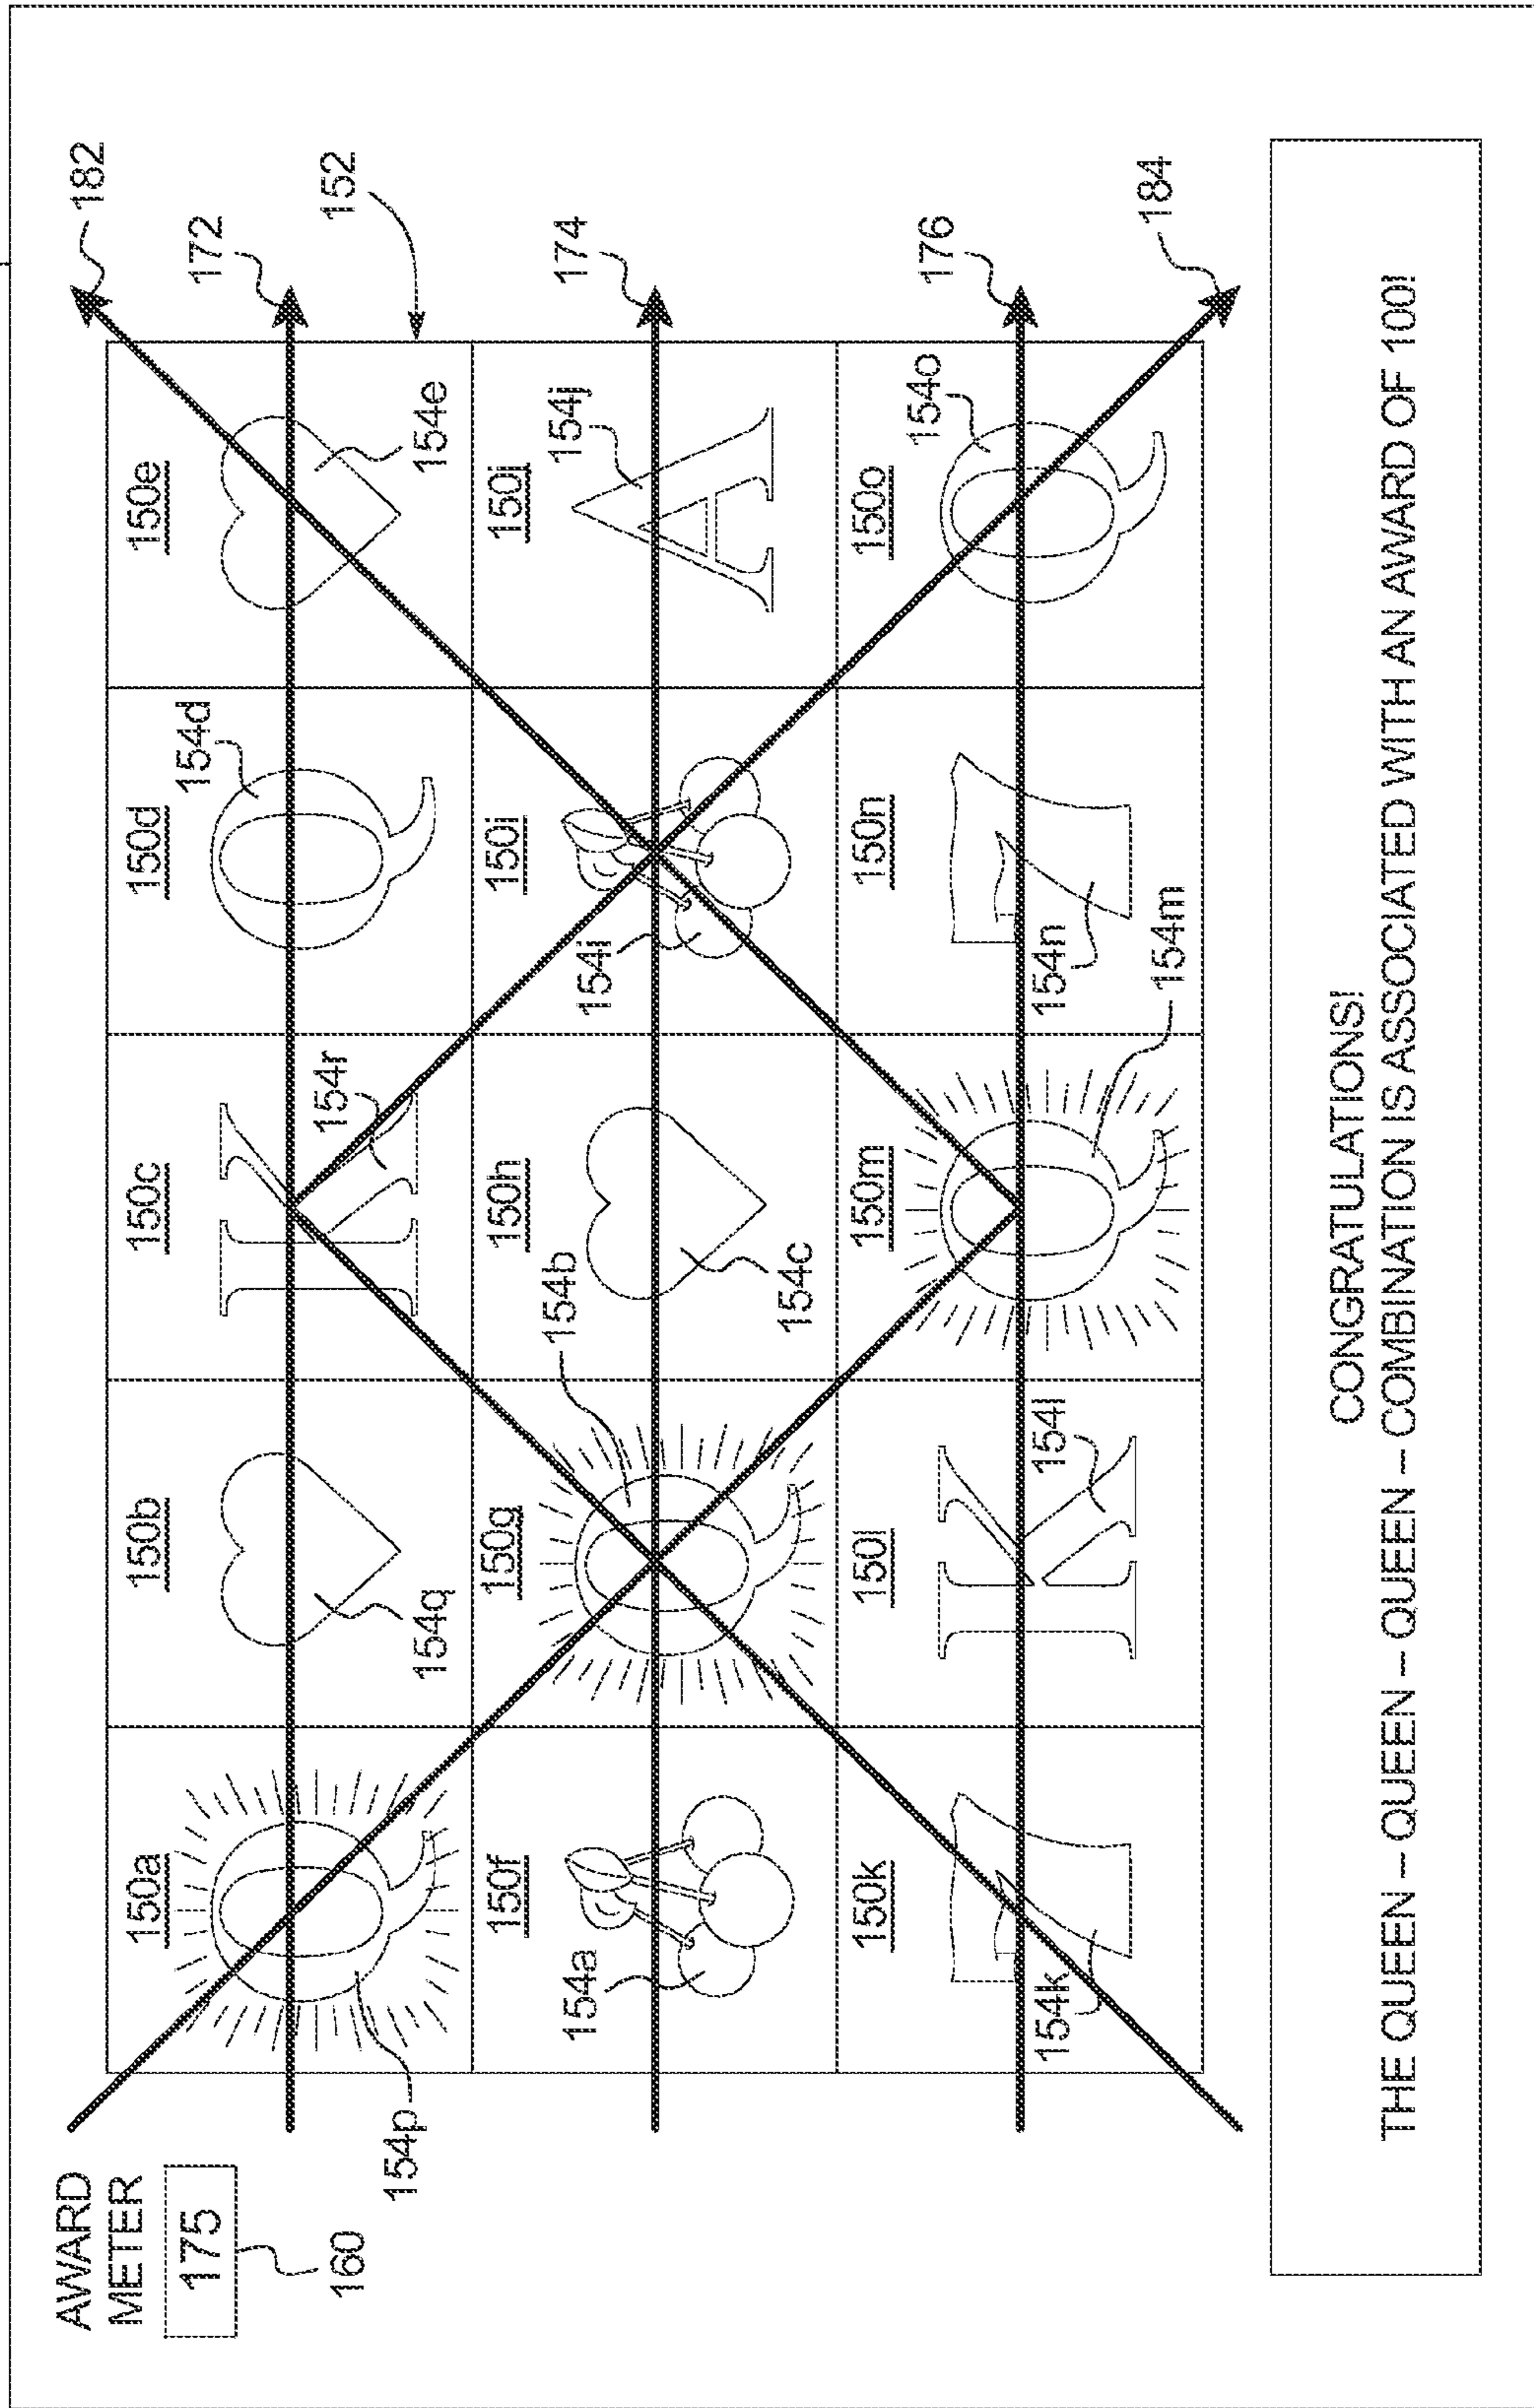 AWARD
METER
175
160
182
172
152
174
176
184
150a
150b
150c
150d
150e
154p
154q
K
154r
Q
154d
154e
Q
150f
150g
150h
150i
150j
154a
Q
154b
154c
154i
A
154j
150k
150l
150m
150n
150o
7
154k
K
154l
Q
154m
7
154n
Q
154o
CONGRATULATIONS!
THE QUEEN – QUEEN – QUEEN – COMBINATION IS ASSOCIATED WITH AN AWARD OF 100!